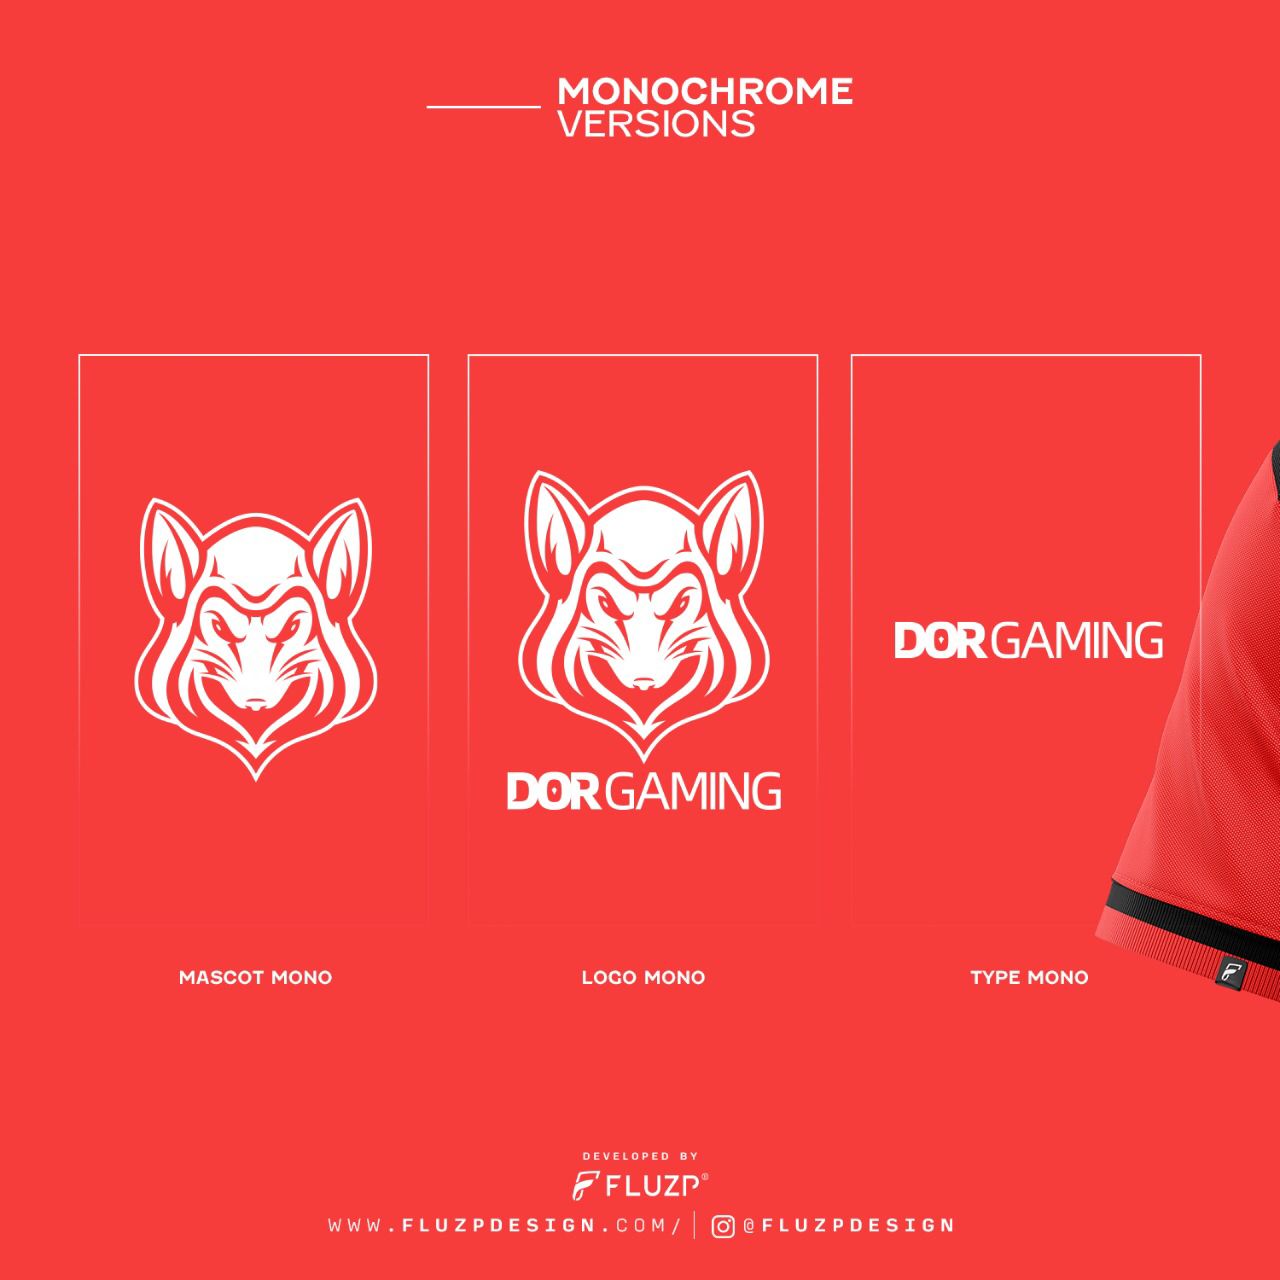 MONOCHROME
VERSIONS
DORGAMING
DORGAMING
MASCOT MONO
LOGO MONO
TYPE MONO
DEVELOPED BY
FLUZP®
WWW.FLUZPDESIGN.COM/ | @FLUZPDESIGN